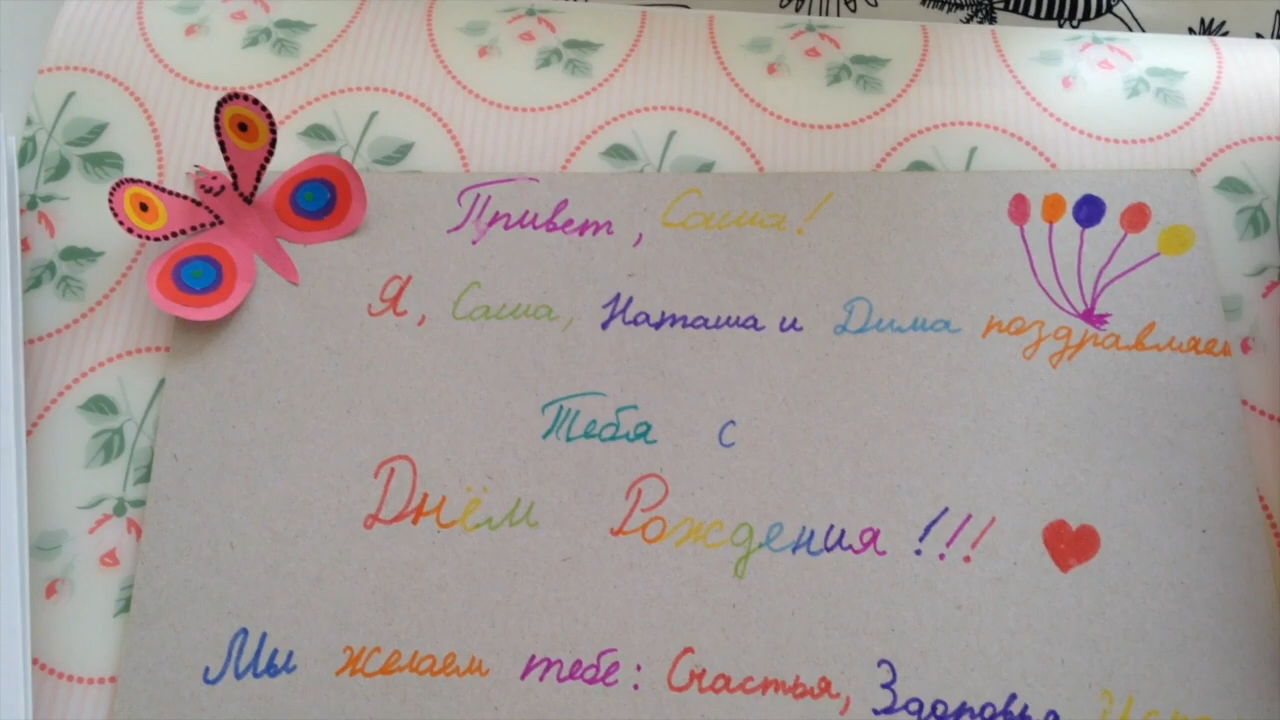 Привет, Саша!
Я, Саша, Наташа и Дима поздравляем
Тебя с
Днём Рождения!!!
Мы желаем тебе: Счастья, Здоровья